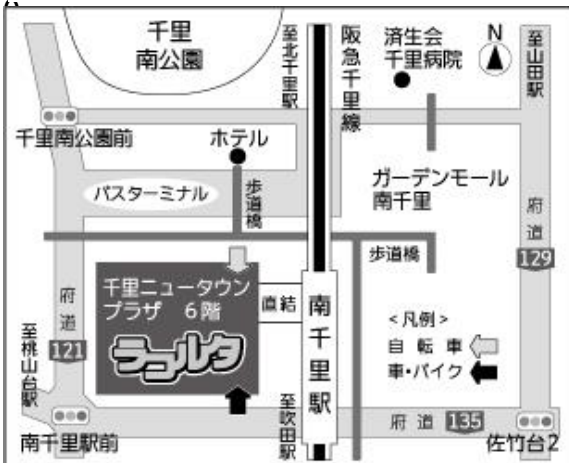 千里
南公園
至北千里駅
阪急千里線
済生会
千里病院
N
至山田駅
千里南公園前
ホテル
バスターミナル
歩道橋
ガーデンモール
南千里
府道
129
歩道橋
千里ニュータウン
プラザ 6階
ラコルタ
直結
南千里駅
<凡例>
自転車
車・バイク
府道
121
至桃山台駅
南千里駅前
至吹田駅
府道 135
佐竹台2